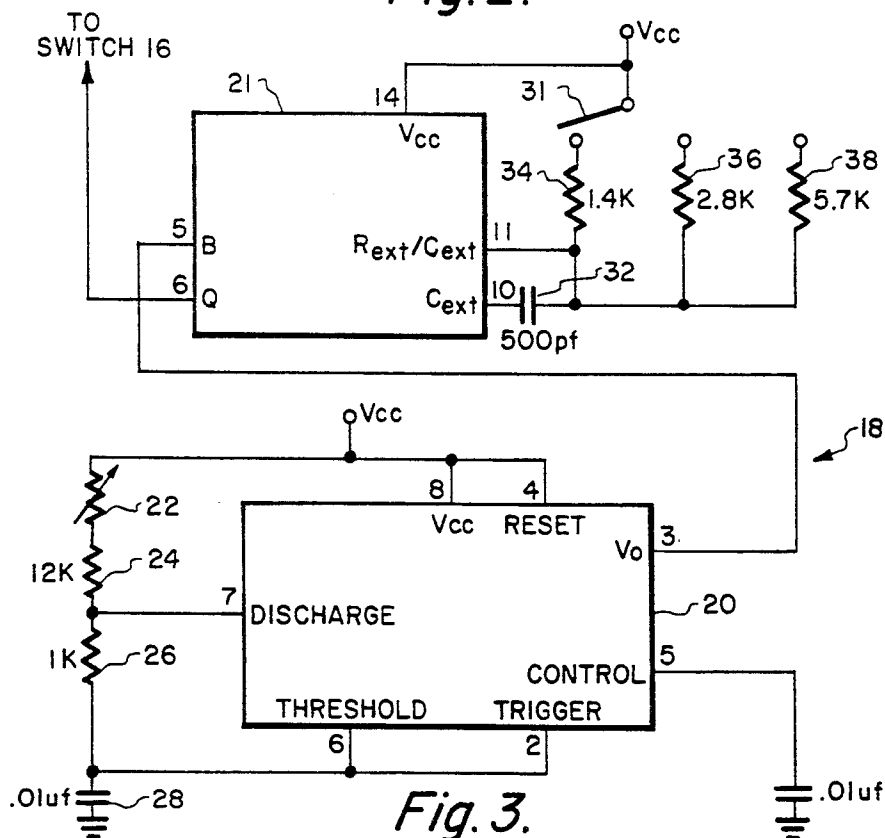 Fig. 2.
TO
SWITCH 16
Vcc
21
14
31
Vcc
34
1.4K
36
2.8K
38
5.7K
5
B
Rext/Cext
11
6
Q
Cext
10
32
500pf
18
Vcc
22
8
4
Vcc
RESET
Vo
3
12K
24
7
DISCHARGE
20
1K
26
CONTROL
5
THRESHOLD
TRIGGER
6
2
.01uf
28
Fig. 3.
.01uf